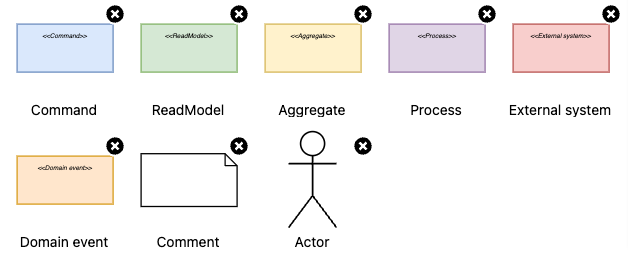 <<Command>>
<<ReadModel>>
<<Aggregate>>
<<Process>>
<<External system>>
Command
ReadModel
Aggregate
Process
External system
<<Domain event>>
Domain event
Comment
Actor